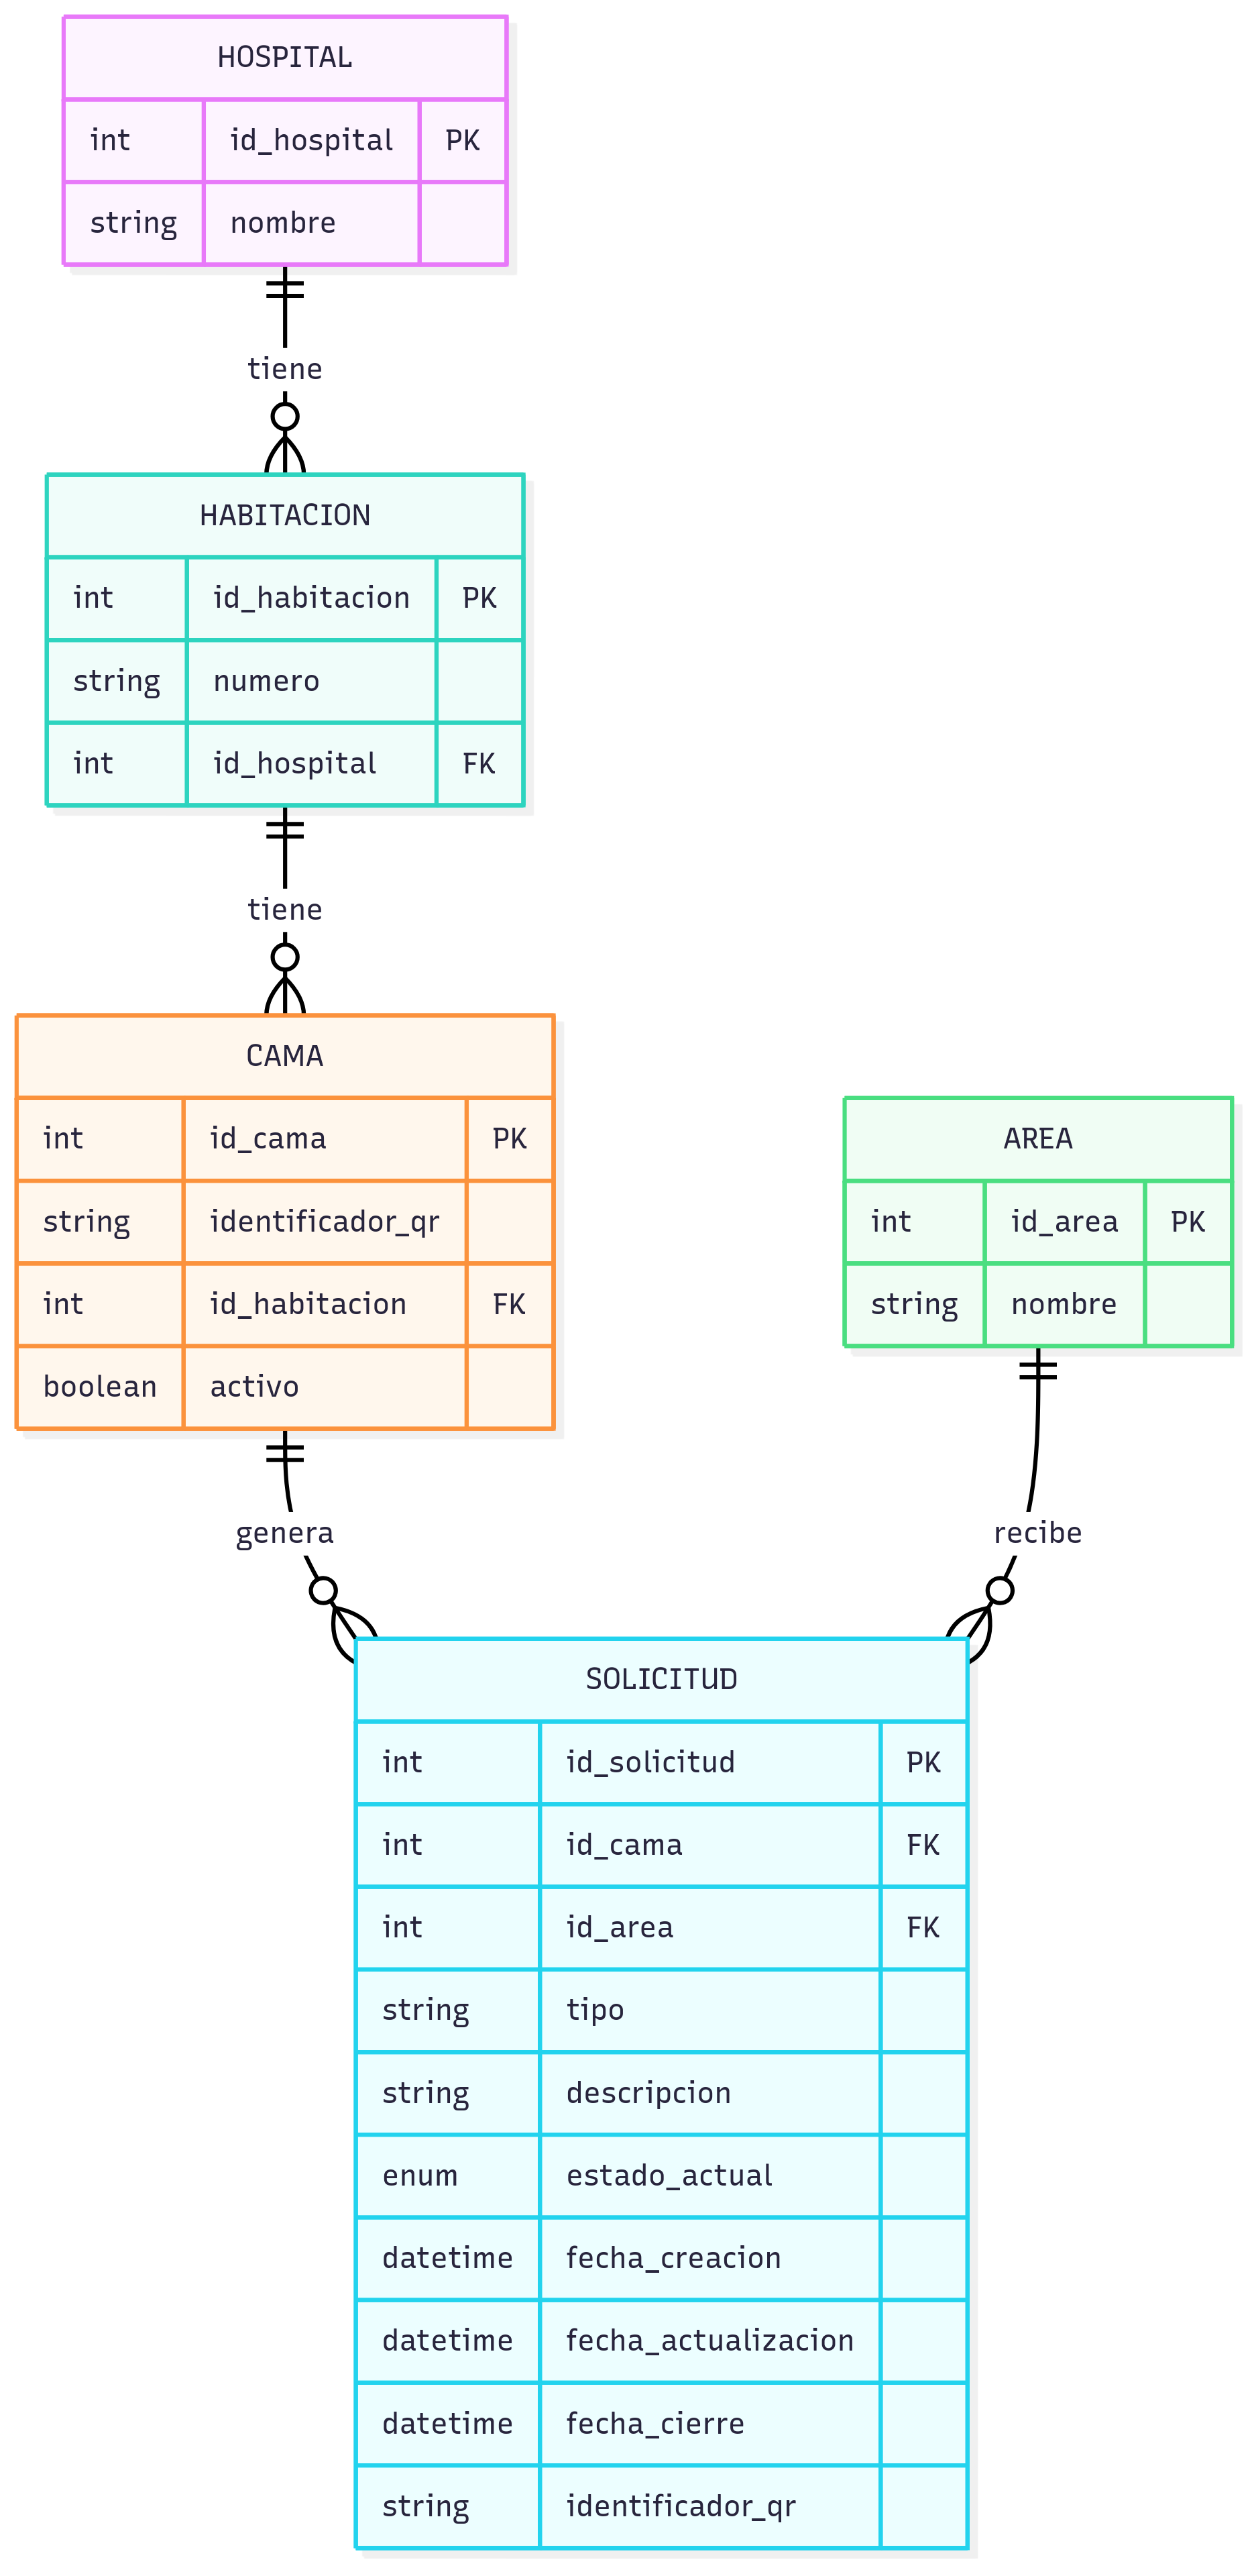 HOSPITAL
int id_hospital PK
string nombre
tiene
HABITACION
int id_habitacion PK
string numero
int id_hospital FK
tiene
CAMA
int id_cama PK
string identificador_qr
int id_habitacion FK
boolean activo
AREA
int id_area PK
string nombre
genera
recibe
SOLICITUD
int id_solicitud PK
int id_cama FK
int id_area FK
string tipo
string descripcion
enum estado_actual
datetime fecha_creacion
datetime fecha_actualizacion
datetime fecha_cierre
string identificador_qr